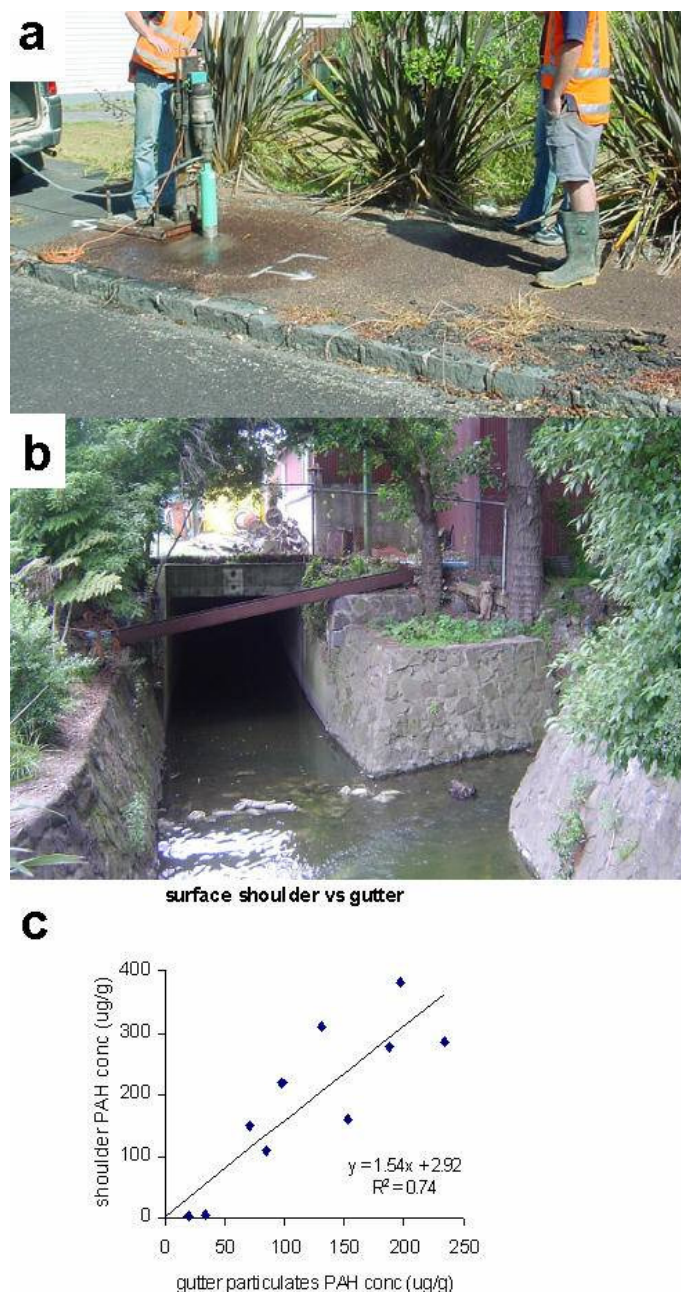 a
b
surface shoulder vs gutter
c
400
300
200
100
0
shoulder PAH conc (ug/g)
y = 1.54x + 2.92
R² = 0.74
0 50 100 150 200 250
gutter particulates PAH conc (ug/g)